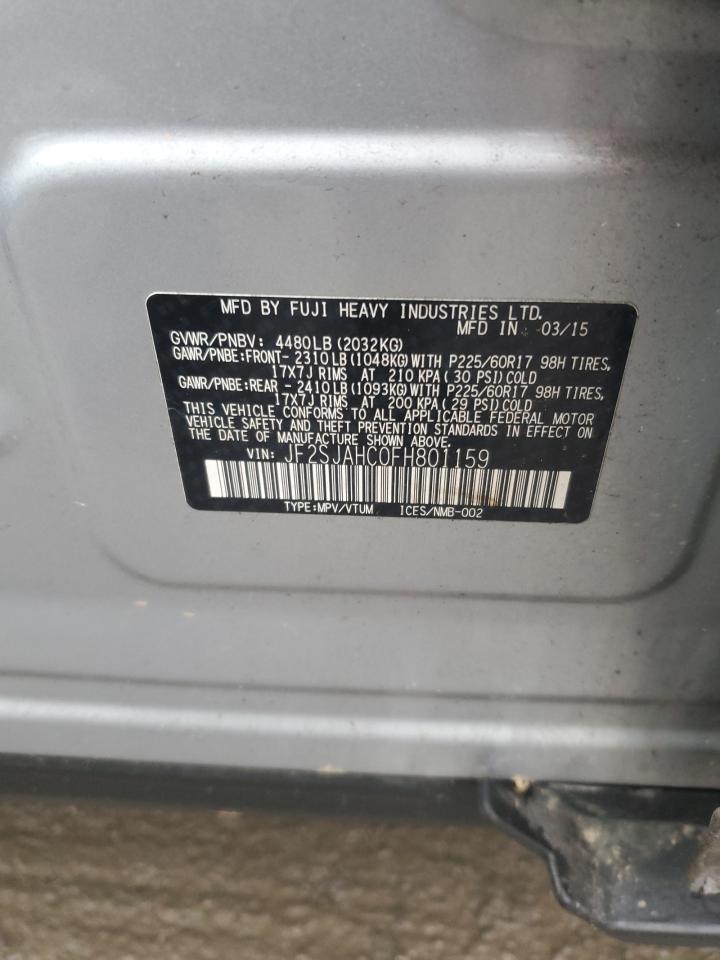 MFD BY FUJI HEAVY INDUSTRIES LTD.
MFD IN: 03/15
GVWR/PNBV: 4480LB(2032KG)
GAWR/PNBE:FRONT- 2310LB(1048KG)WITH P225/60R17 98H TIRES,
17X7J RIMS AT 210 KPA(30 PSI)COLD
GAWR/PNBE:REAR - 2410LB(1093KG)WITH P225/60R17 98H TIRES,
17X7J RIMS AT 200 KPA(29 PSI)COLD
THIS VEHICLE CONFORMS TO ALL APPLICABLE FEDERAL MOTOR
VEHICLE SAFETY AND THEFT PREVENTION STANDARDS IN EFFECT ON
THE DATE OF MANUFACTURE SHOWN ABOVE.
VIN: JF2SJAHC0FH801159
TYPE:MPV/VTUM ICES/NMB-002